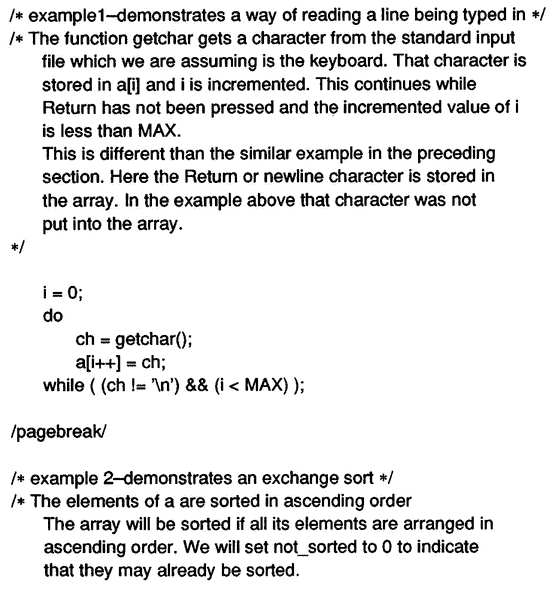 /* example1–demonstrates a way of reading a line being typed in */
/* The function getchar gets a character from the standard input
file which we are assuming is the keyboard. That character is
stored in a[i] and i is incremented. This continues while
Return has not been pressed and the incremented value of i
is less than MAX.
This is different than the similar example in the preceding
section. Here the Return or newline character is stored in
the array. In the example above that character was not
put into the array.
*/
i = 0;
do
ch = getchar();
a[i++] = ch;
while ( (ch != '\n') && (i < MAX) );
/pagebreak/
/* example 2–demonstrates an exchange sort */
/* The elements of a are sorted in ascending order
The array will be sorted if all its elements are arranged in
ascending order. We will set not_sorted to 0 to indicate
that they may already be sorted.